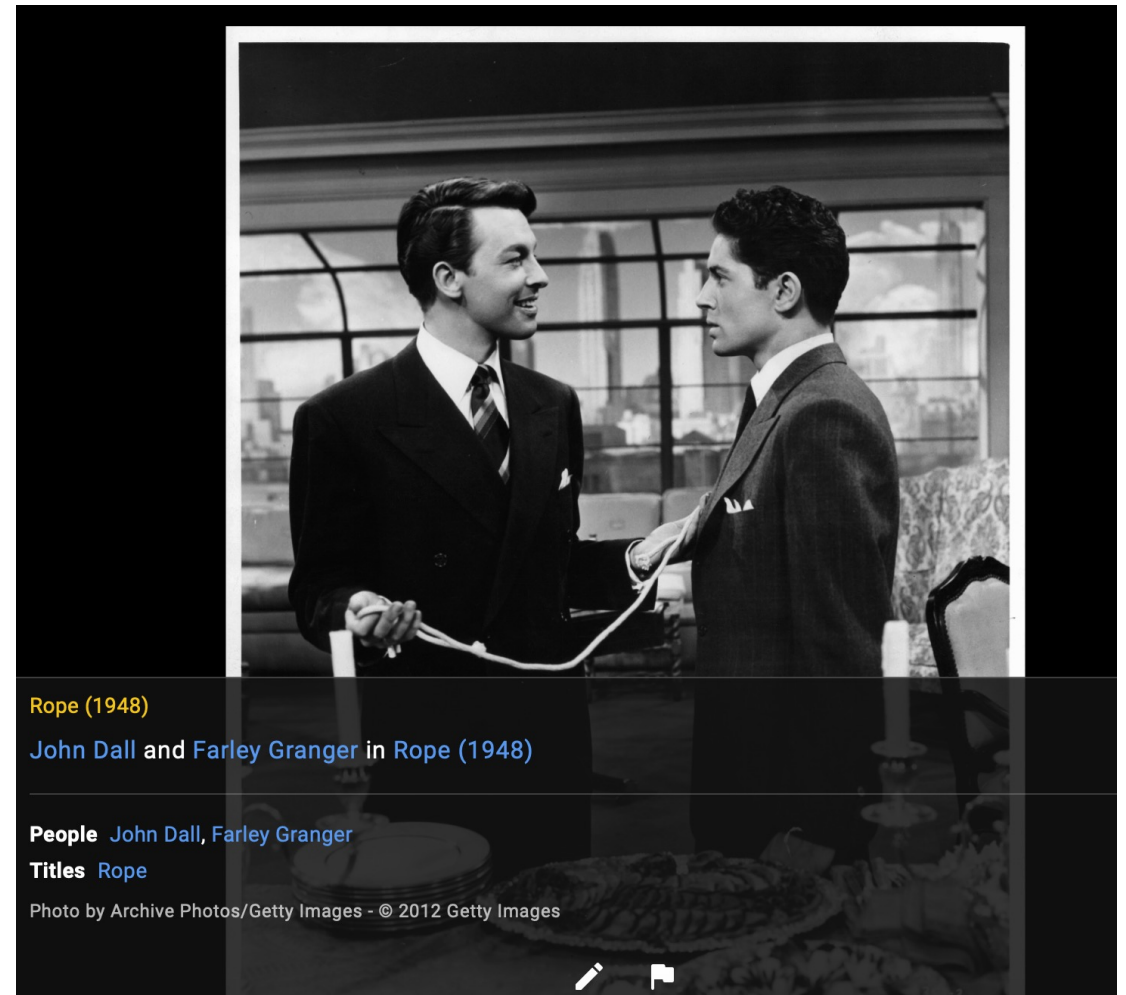 Rope (1948)
John Dall and Farley Granger in Rope (1948)
People John Dall, Farley Granger
Titles Rope
Photo by Archive Photos/Getty Images - © 2012 Getty Images